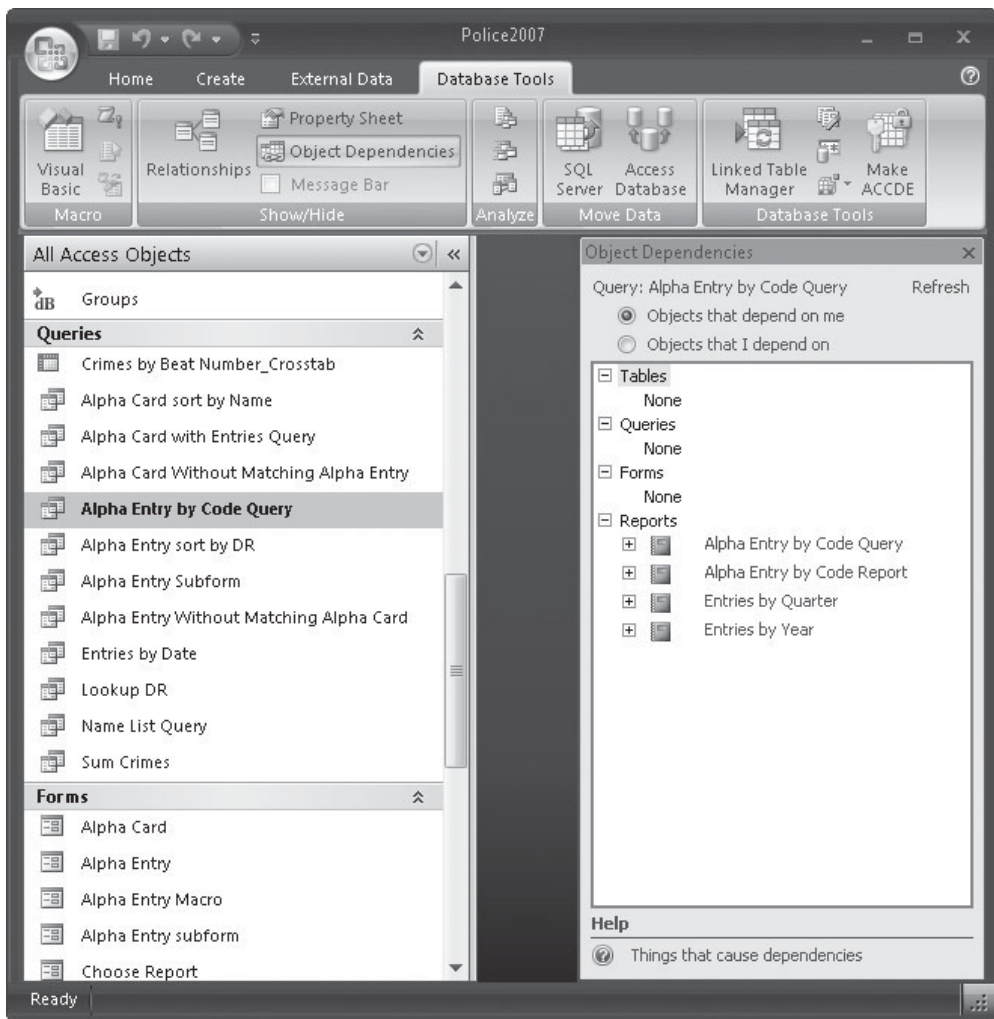 Police2007
Home Create External Data Database Tools
Visual Basic
Macro
Relationships
Property Sheet
Object Dependencies
Message Bar
Show/Hide
Analyze
SQL Server
Access Database
Move Data
Linked Table Manager
Make ACCDE
Database Tools
All Access Objects
dB Groups
Queries
Crimes by Beat Number_Crosstab
Alpha Card sort by Name
Alpha Card with Entries Query
Alpha Card Without Matching Alpha Entry
Alpha Entry by Code Query
Alpha Entry sort by DR
Alpha Entry Subform
Alpha Entry Without Matching Alpha Card
Entries by Date
Lookup DR
Name List Query
Sum Crimes
Forms
Alpha Card
Alpha Entry
Alpha Entry Macro
Alpha Entry subform
Choose Report
Object Dependencies
Query: Alpha Entry by Code Query Refresh
Objects that depend on me
Objects that I depend on
Tables
None
Queries
None
Forms
None
Reports
Alpha Entry by Code Query
Alpha Entry by Code Report
Entries by Quarter
Entries by Year
Help
Things that cause dependencies
Ready